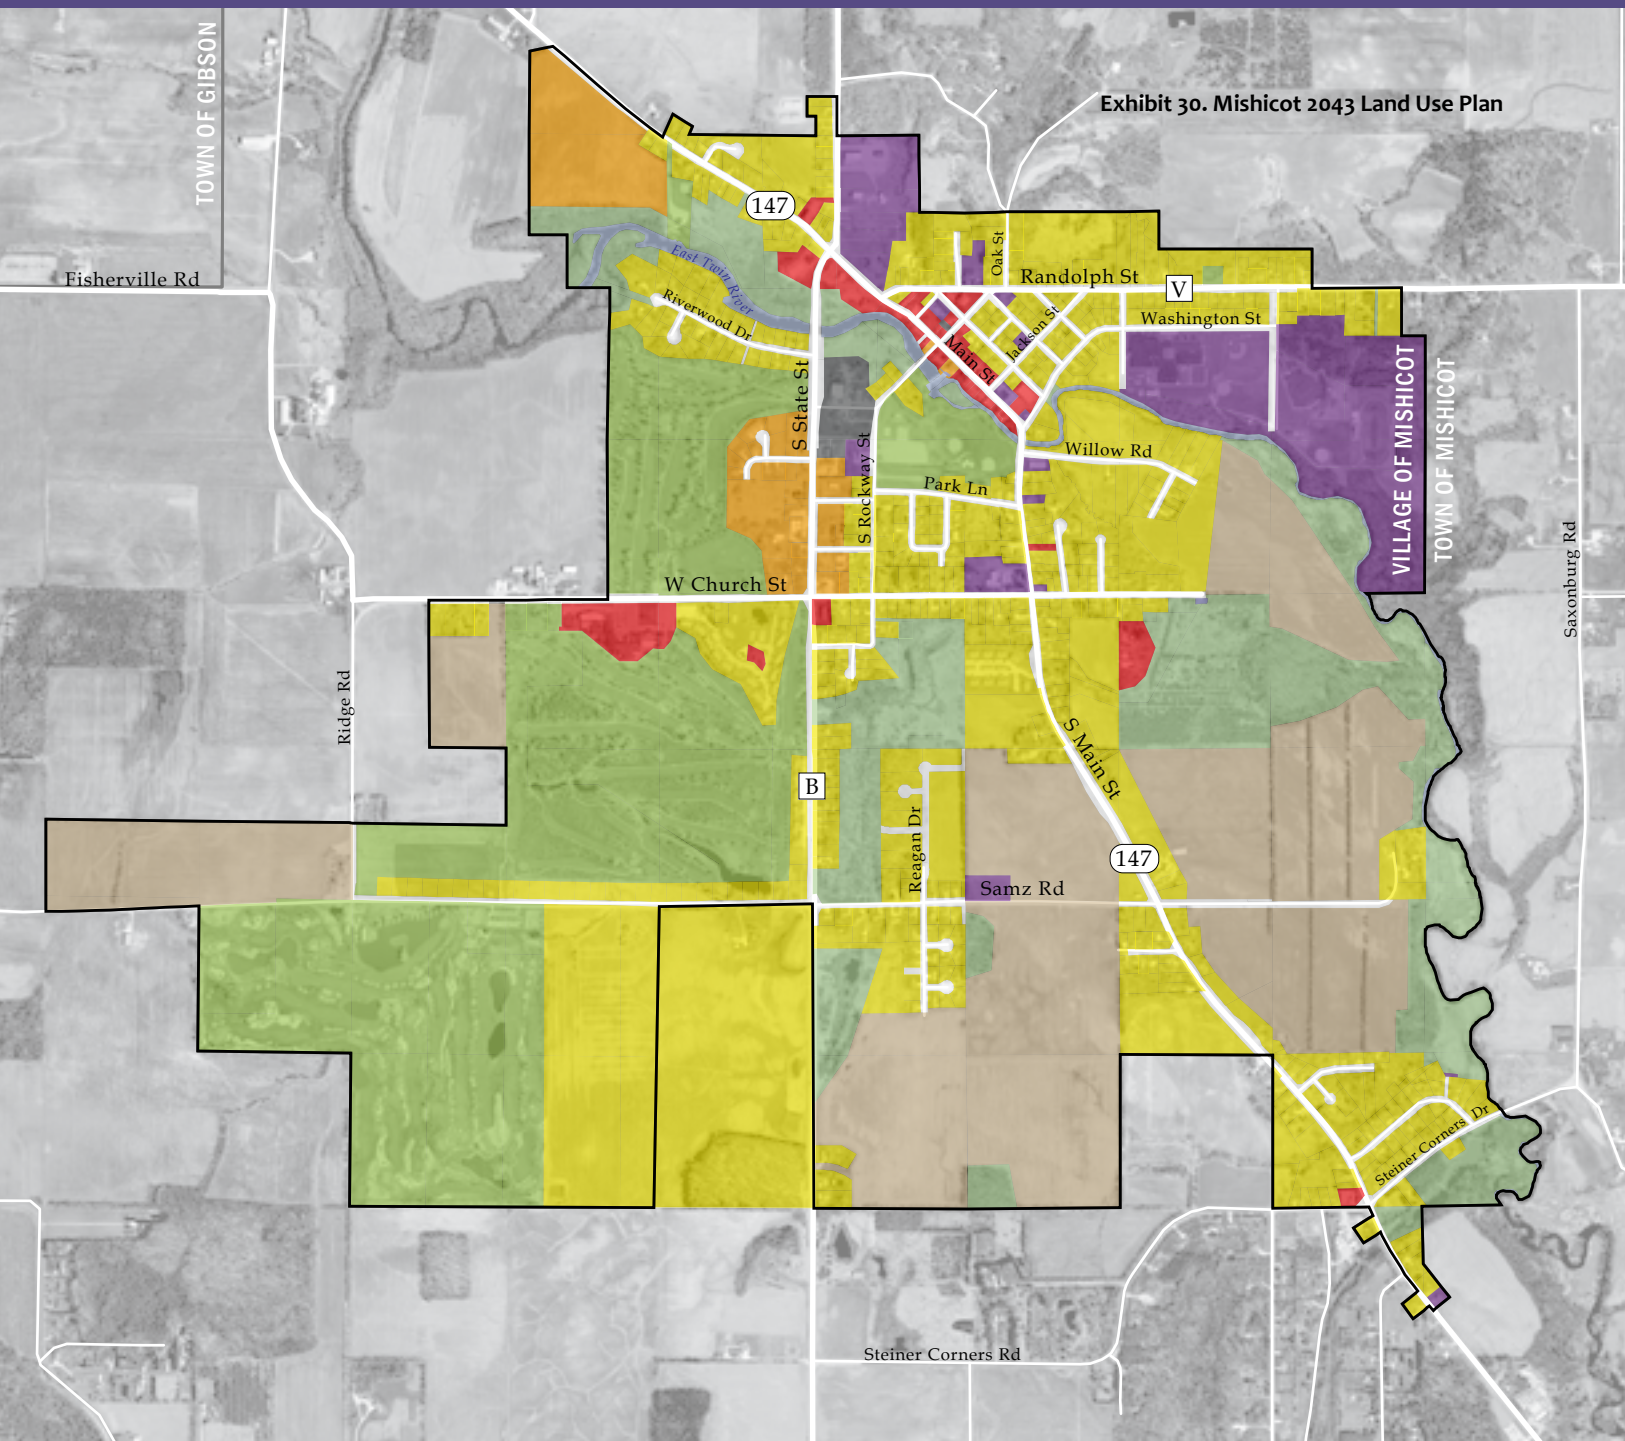 TOWN OF GIBSON
Exhibit 30. Mishicot 2043 Land Use Plan
147
Oak St
East Twin River
Fisherville Rd
Randolph St
V
Riverwood Dr
Washington St
Jackson St
Main St
VILLAGE OF MISHICOT
TOWN OF MISHICOT
S State St
Willow Rd
S Rockway St
Park Ln
Saxonburg Rd
W Church St
Ridge Rd
S Main St
B
Reagan Dr
147
Samz Rd
Steiner Corners Dr
Steiner Corners Rd